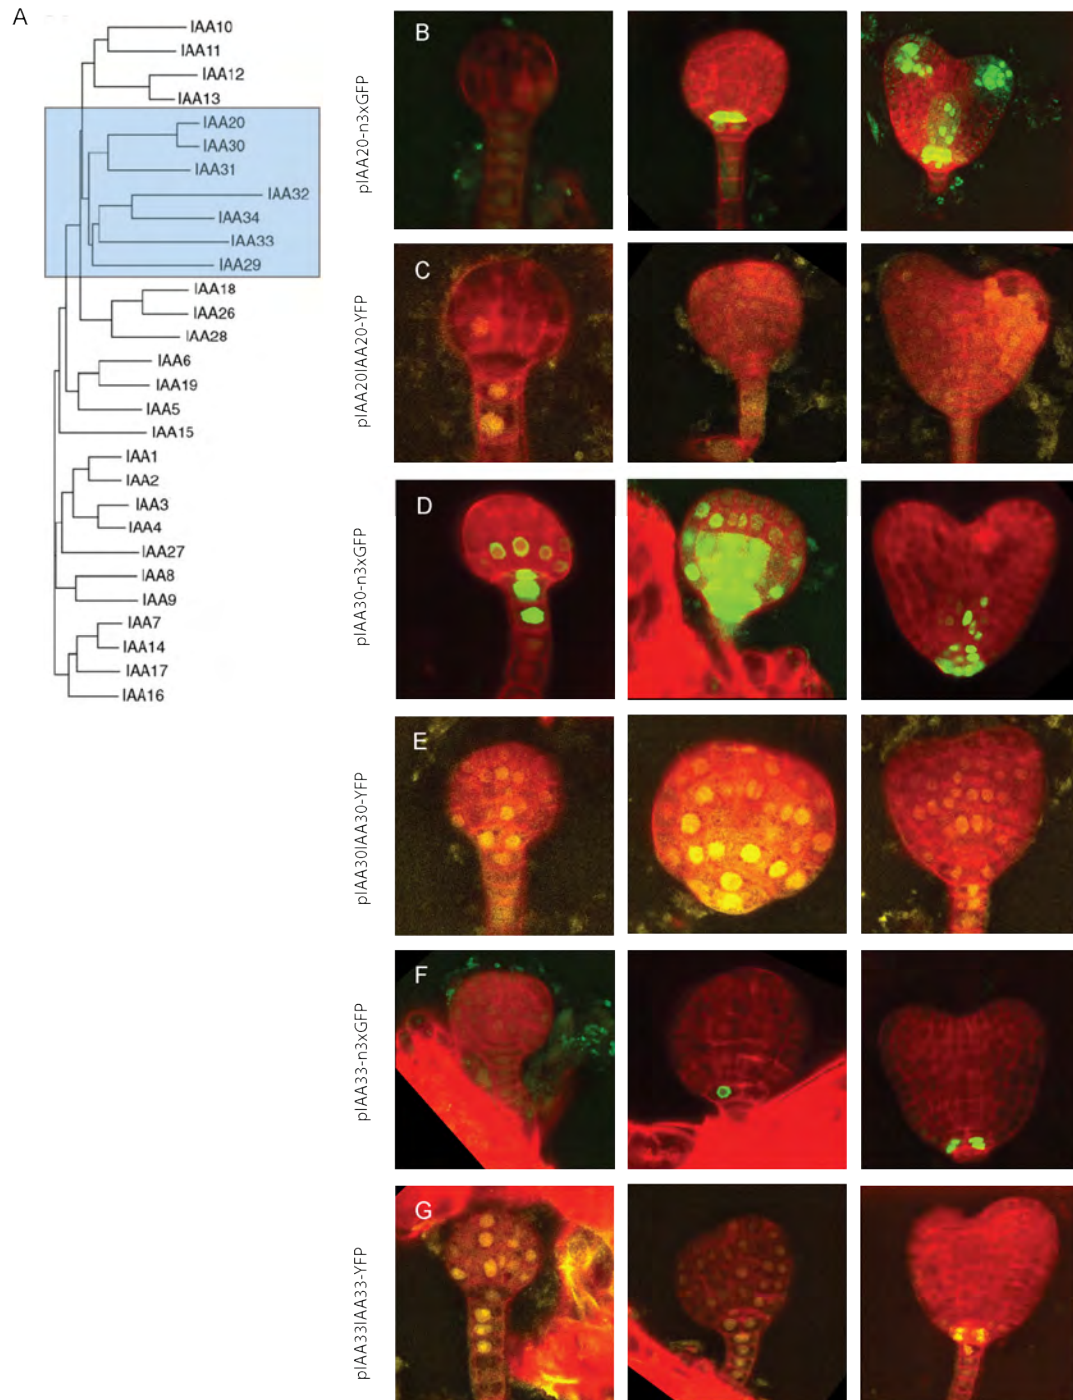 A
IAA10
IAA11
IAA12
IAA13
IAA20
IAA30
IAA31
IAA32
IAA34
IAA33
IAA29
IAA18
IAA26
IAA28
IAA6
IAA19
IAA5
IAA15
IAA1
IAA2
IAA3
IAA4
IAA27
IAA8
IAA9
IAA7
IAA14
IAA17
IAA16
B
pIAA20-n3xGFP
C
pIAA20IAA20-YFP
D
pIAA30-n3xGFP
E
pIAA30IAA30-YFP
F
pIAA33-n3xGFP
G
pIAA33IAA33-YFP